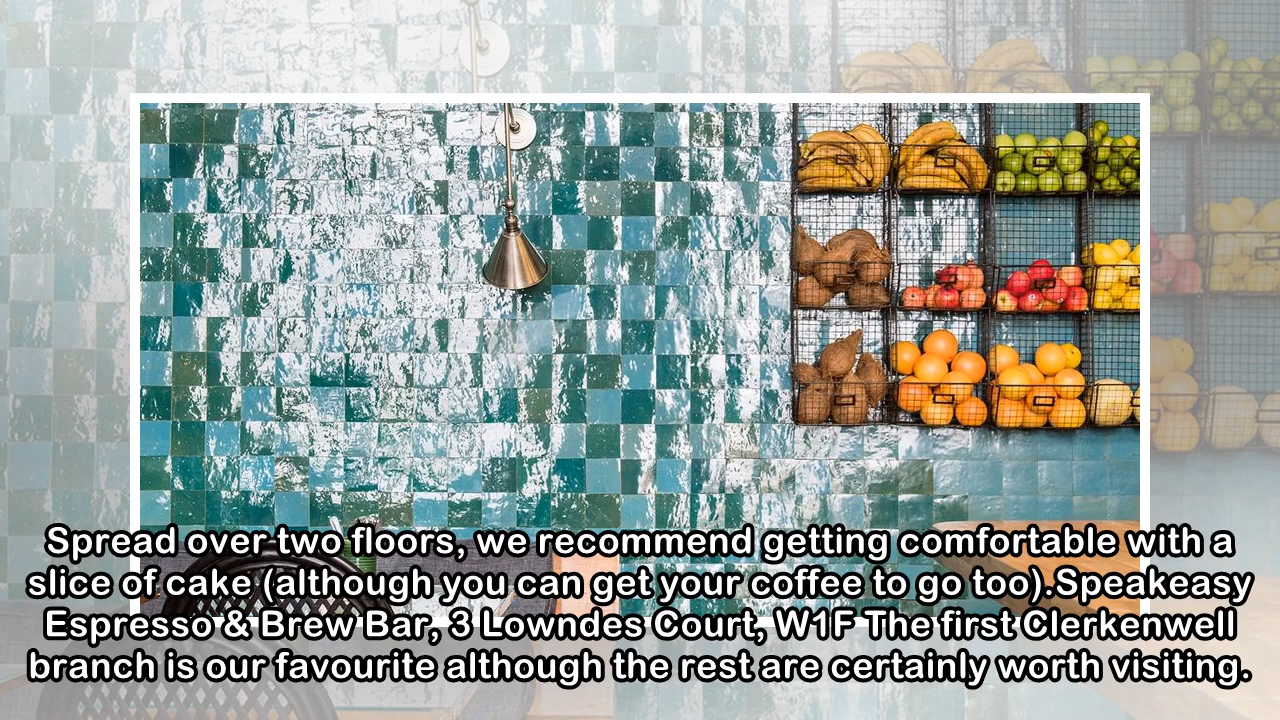 Spread over two floors, we recommend getting comfortable with a
slice of cake (although you can get your coffee to go too).Speakeasy
Espresso & Brew Bar, 3 Lowndes Court, W1F The first Clerkenwell
branch is our favourite although the rest are certainly worth visiting.